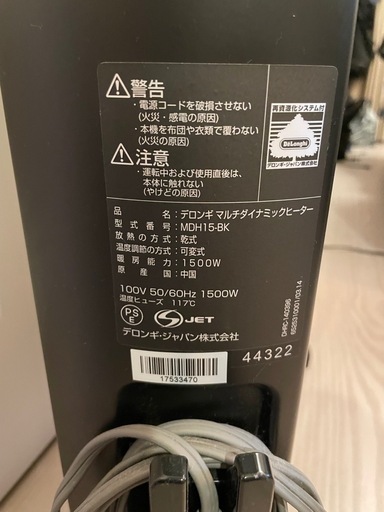 警告
・電源コードを破損させない
(火災・感電の原因)
・本機を布団や衣類で覆わない
(火災の原因)
注意
・運転中および使用直後は、
本体に触れない
(やけどの原因)
再資源化システム付
DeLonghi
デロンギ・ジャパン株式会社
品名：デロンギ マルチダイナミックヒーター
型式番号：MDH15-BK
放熱の方式：乾式
温度調節の方式：可変式
暖房能力：1500W
原産国：中国
100V 50/60Hz 1500W
温度ヒューズ 117℃
PS
E
S JET
デロンギ・ジャパン株式会社
DHRC-140396
6525310001/03.14
17533470
44322